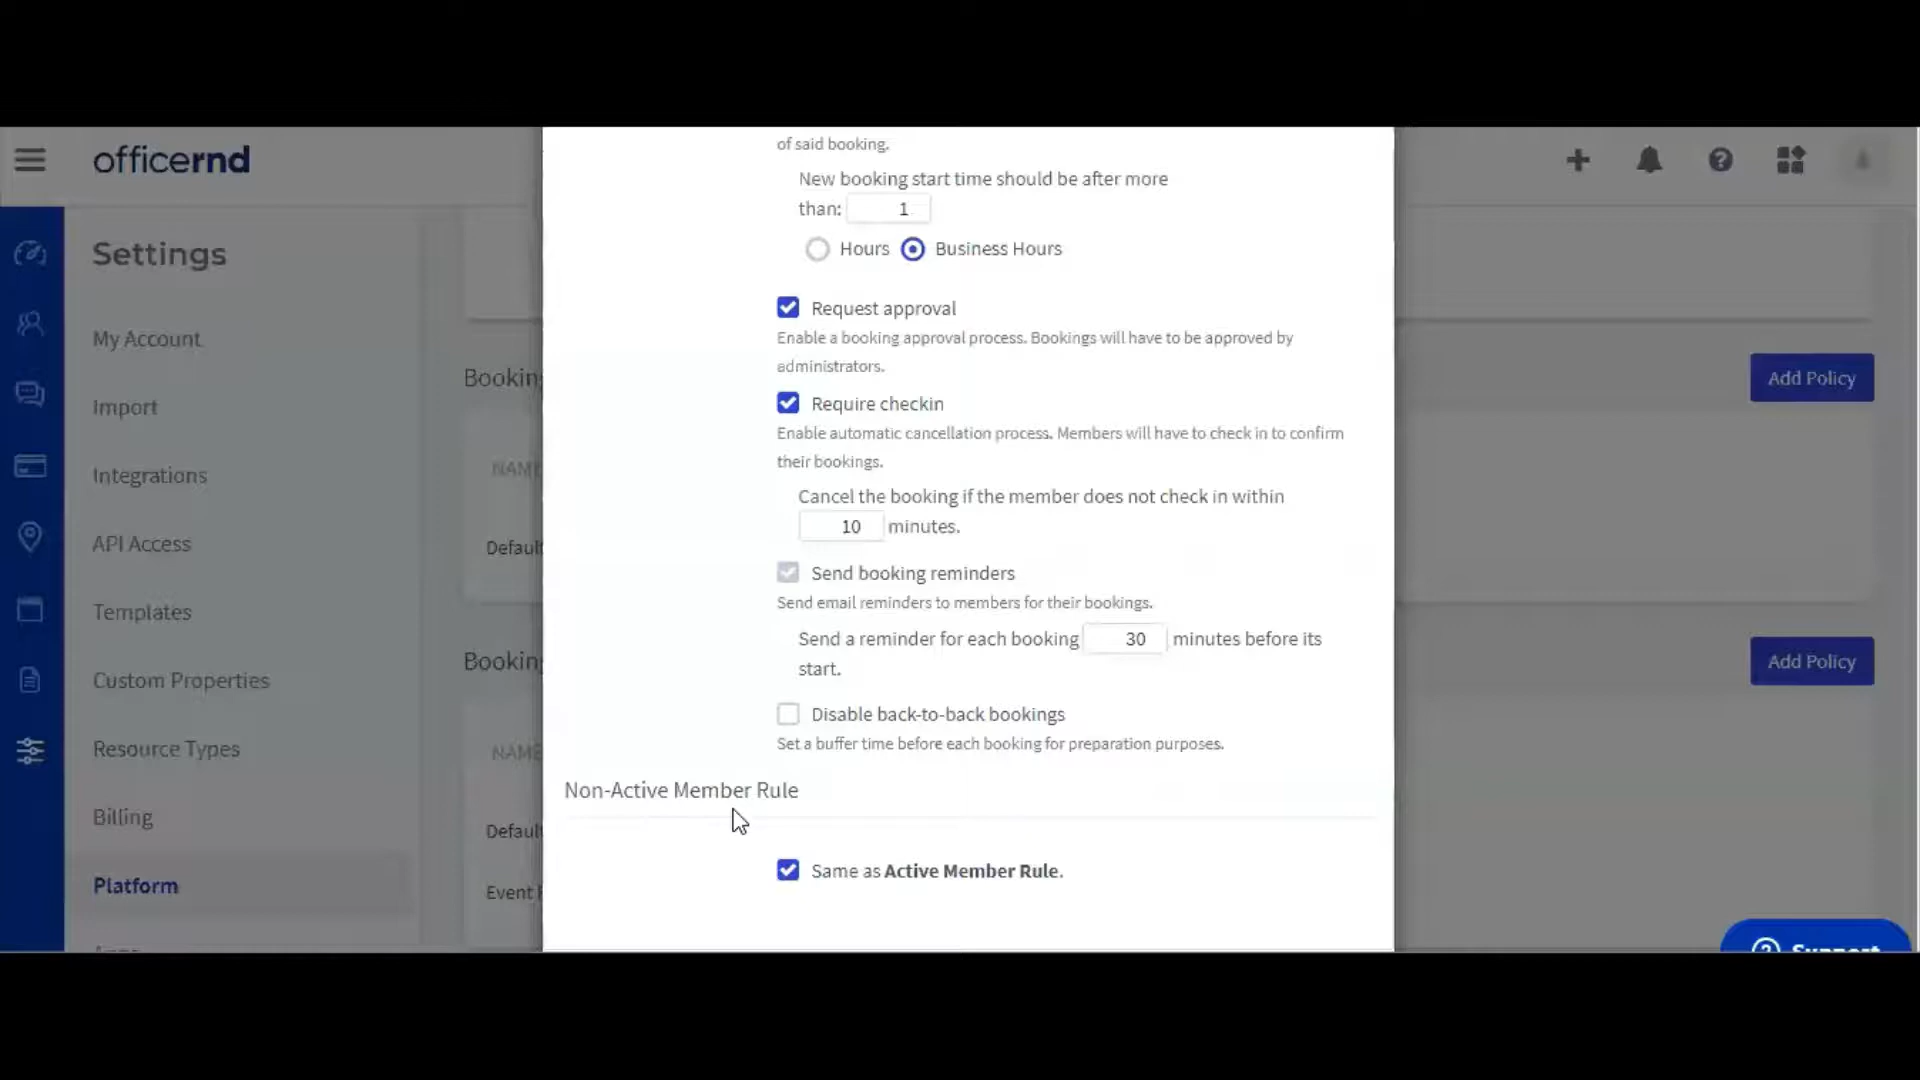 officernd
Settings
My Account
Import
Integrations
API Access
Templates
Custom Properties
Resource Types
Billing
Platform
Booking
NAME
Default
Booking
NAME
Default
Event
of said booking.
New booking start time should be after more
than: 1
Hours Business Hours
Request approval
Enable a booking approval process. Bookings will have to be approved by
administrators.
Require checkin
Enable automatic cancellation process. Members will have to check in to confirm
their bookings.
Cancel the booking if the member does not check in within
10 minutes.
Send booking reminders
Send email reminders to members for their bookings.
Send a reminder for each booking 30 minutes before its
start.
Disable back-to-back bookings
Set a buffer time before each booking for preparation purposes.
Non-Active Member Rule
Same as Active Member Rule.
Add Policy
Add Policy
Support